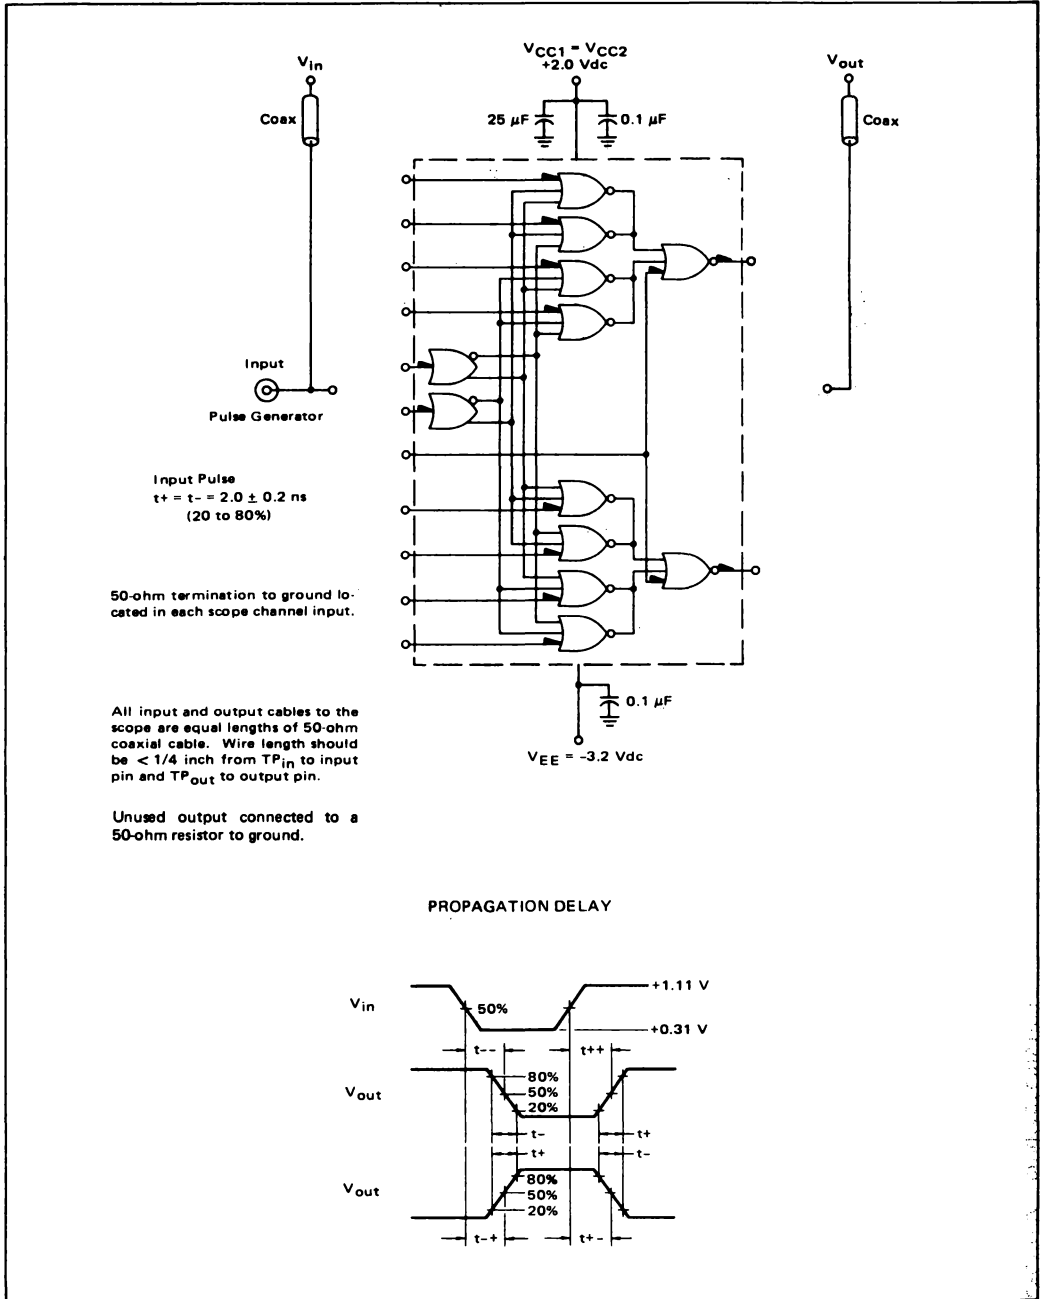 Vin
Coax
VCC1 = VCC2
+2.0 Vdc
25 µF
0.1 µF
Vout
Coax
Input
Pulse Generator
Input Pulse
t+ = t- = 2.0 ± 0.2 ns
(20 to 80%)
50-ohm termination to ground lo-
cated in each scope channel input.
0.1 µF
VEE = -3.2 Vdc
All input and output cables to the
scope are equal lengths of 50-ohm
coaxial cable. Wire length should
be < 1/4 inch from TPin to input
pin and TPout to output pin.
Unused output connected to a
50-ohm resistor to ground.
PROPAGATION DELAY
Vin
50%
+1.11 V
+0.31 V
t--
t++
Vout
80%
50%
20%
t-
t+
t+
t-
Vout
80%
50%
20%
t-+
t+-